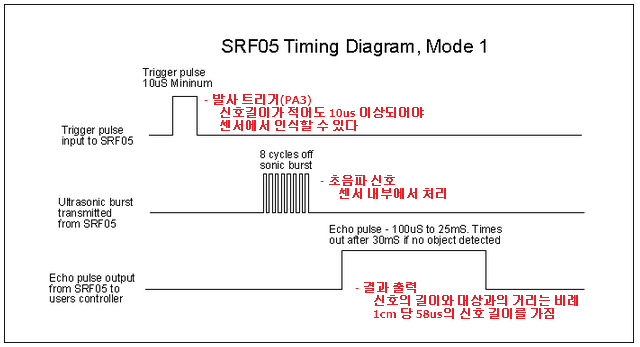 SRF05 Timing Diagram, Mode 1
Trigger pulse
10uS Mininum
- 발사 트리거(PA3)
신호길이가 적어도 10us 이상되어야
센서에서 인식할 수 있다
Trigger pulse
input to SRF05
8 cycles off
sonic burst
- 초음파 신호
센서 내부에서 처리
Ultrasonic burst
transmitted
from SRF05
Echo pulse - 100uS to 25mS. Times
out after 30mS if no object detected
Echo pulse output
from SRF05 to
users controller
- 결과 출력
신호의 길이와 대상과의 거리는 비례
1cm 당 58us의 신호 길이를 가짐